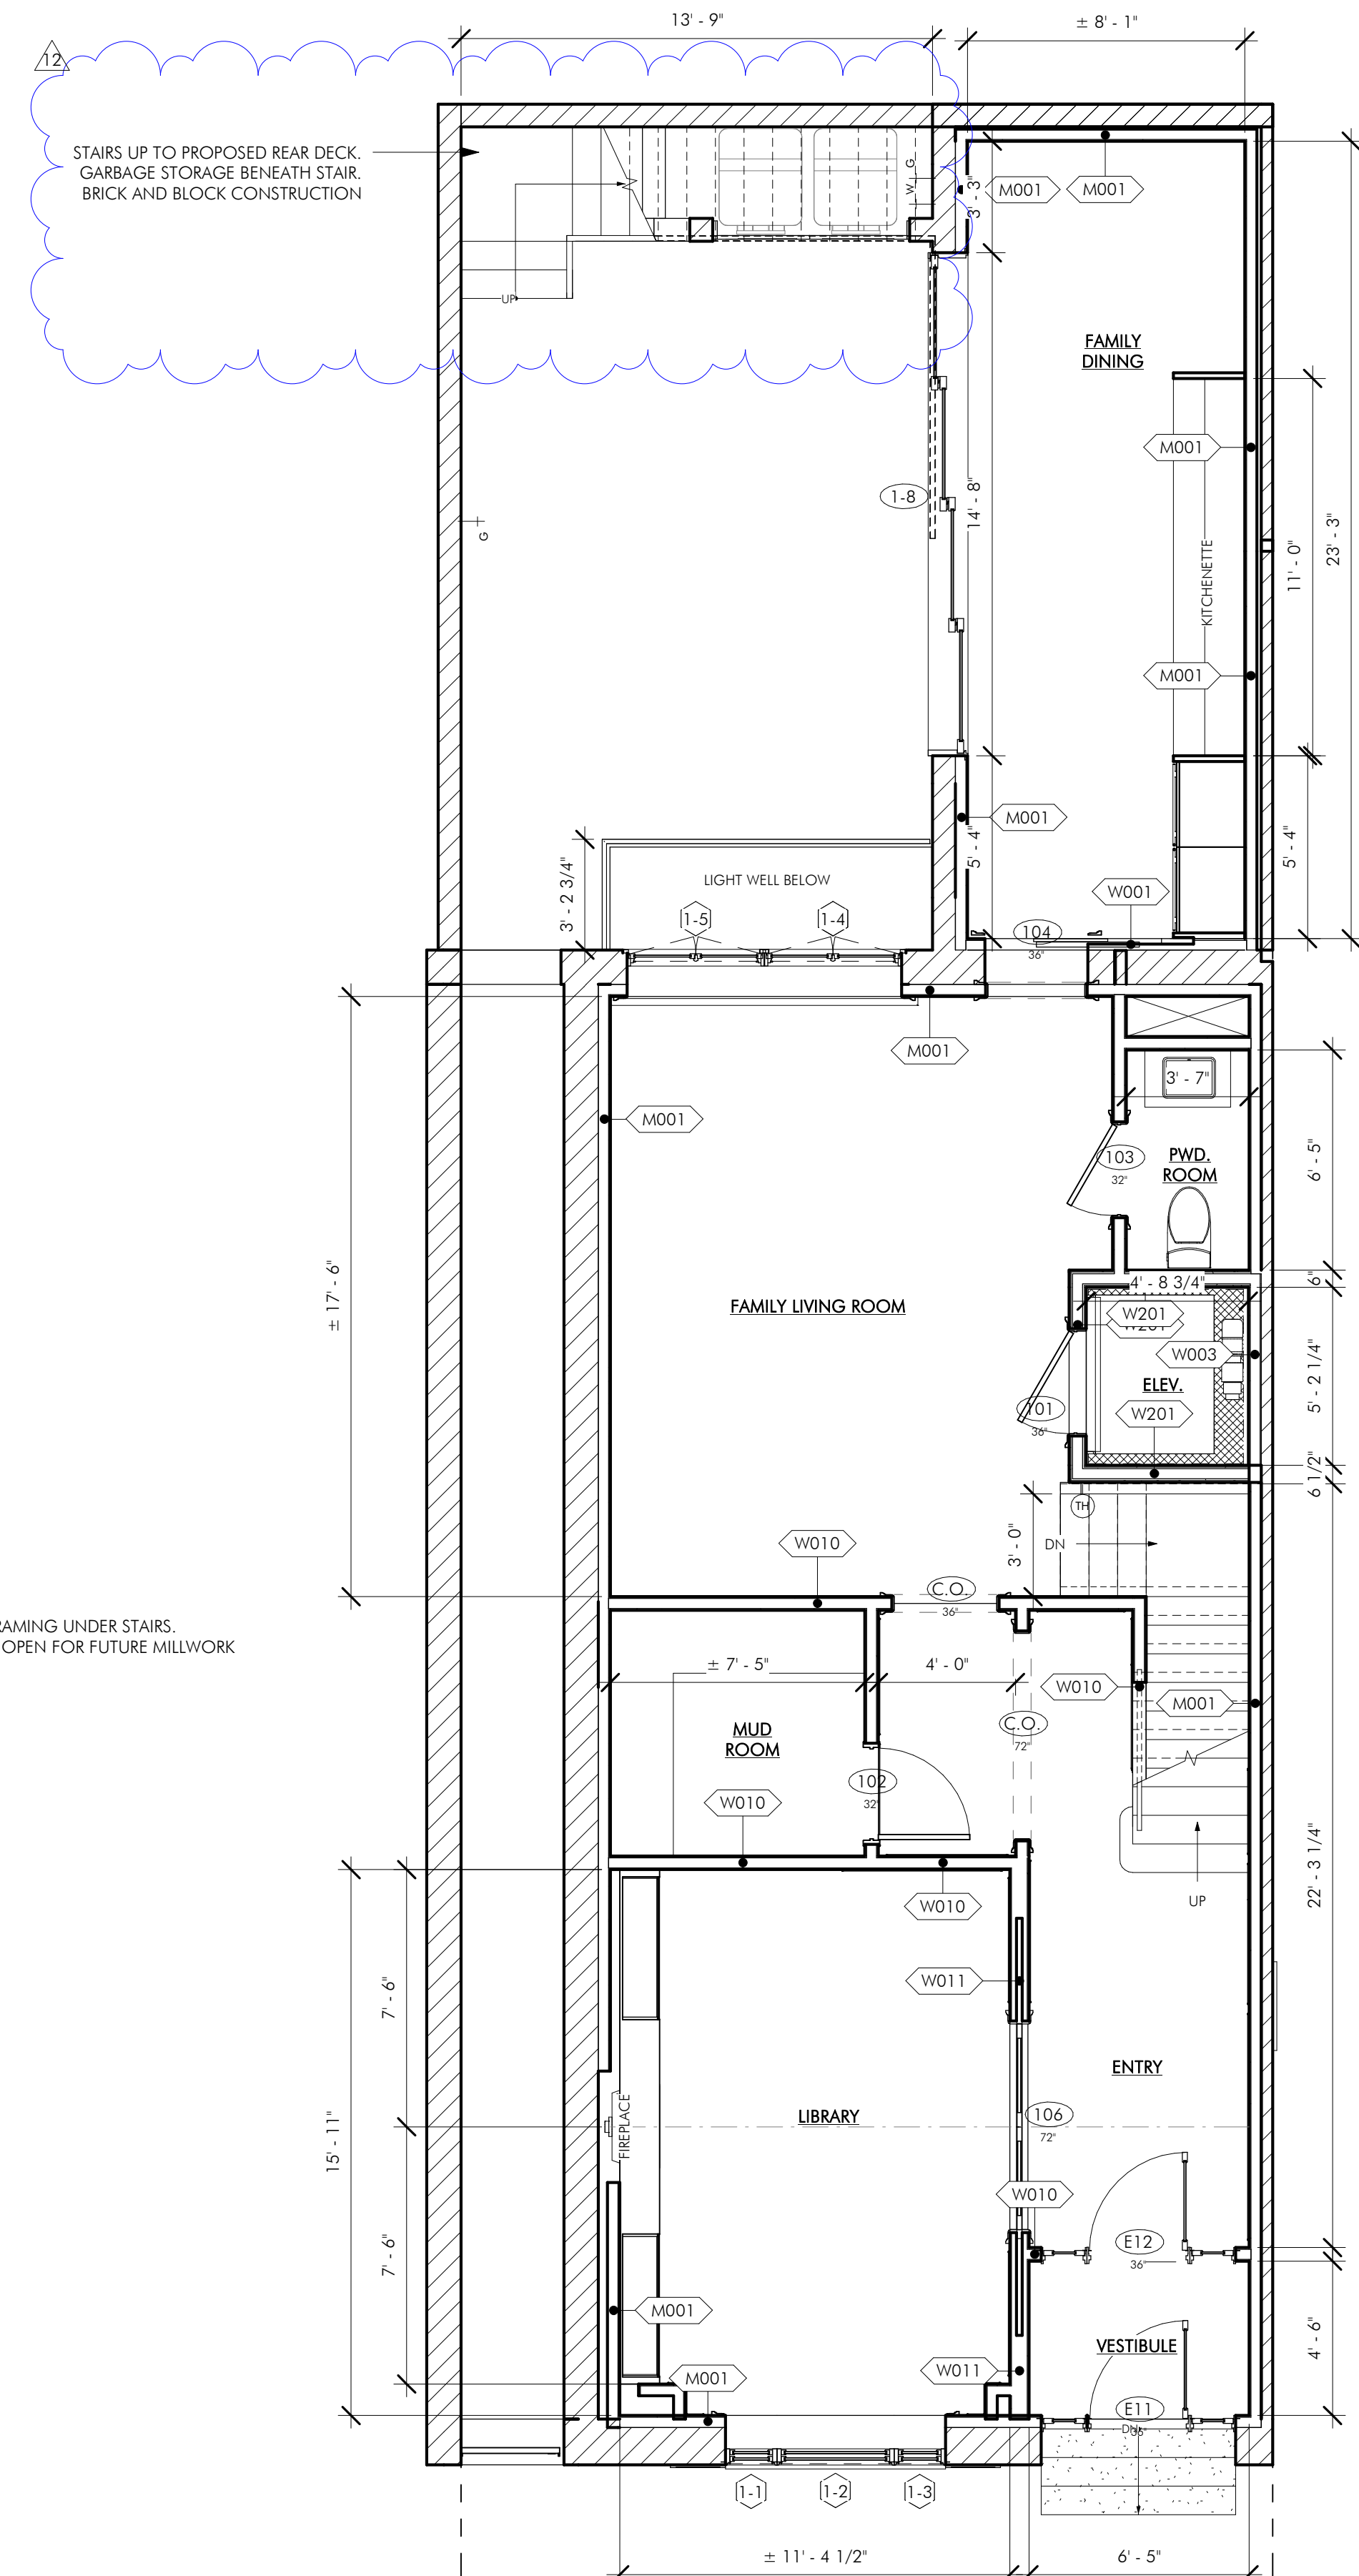 13' - 9"
± 8' - 1"
12
STAIRS UP TO PROPOSED REAR DECK.
GARBAGE STORAGE BENEATH STAIR.
BRICK AND BLOCK CONSTRUCTION
W
G
M001
M001
3' - 3"
UP
FAMILY
DINING
M001
1-8
14' - 8"
G
KITCHENETTE
11' - 0"
23' - 3"
M001
M001
5' - 4"
5' - 4"
3' - 2 3/4"
LIGHT WELL BELOW
W001
1-5
1-4
104
36"
M001
3' - 7"
M001
103
32"
PWD.
ROOM
6' - 5"
± 17' - 6"
FAMILY LIVING ROOM
4' - 8 3/4"
6"
W201
W201
W003
ELEV.
5' - 2 1/4"
101
36"
W201
6 1/2"
TH
DN
3' - 0"
W010
C.O.
36"
RAMING UNDER STAIRS.
OPEN FOR FUTURE MILLWORK
± 7' - 5"
4' - 0"
W010
M001
C.O.
72"
MUD
ROOM
102
32"
W010
22' - 3 1/4"
UP
W010
W011
7' - 6"
ENTRY
15' - 11"
FIREPLACE
LIBRARY
106
72"
W010
E12
36"
7' - 6"
M001
VESTIBULE
4' - 6"
W011
M001
E11
36"
DN
1-1
1-2
1-3
± 11' - 4 1/2"
6' - 5"